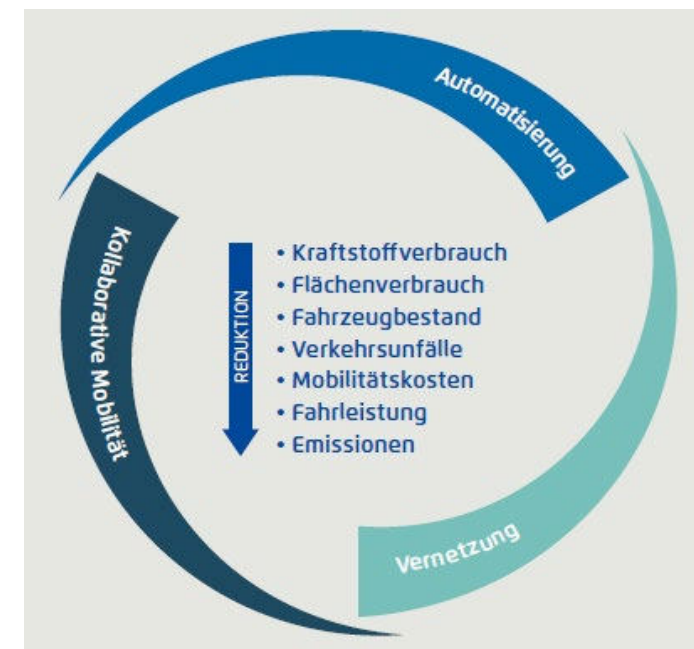 Automatisierung
Kollaborative Mobilität
REDUKTION
• Kraftstoffverbrauch
• Flächenverbrauch
• Fahrzeugbestand
• Verkehrsunfälle
• Mobilitätskosten
• Fahrleistung
• Emissionen
Vernetzung